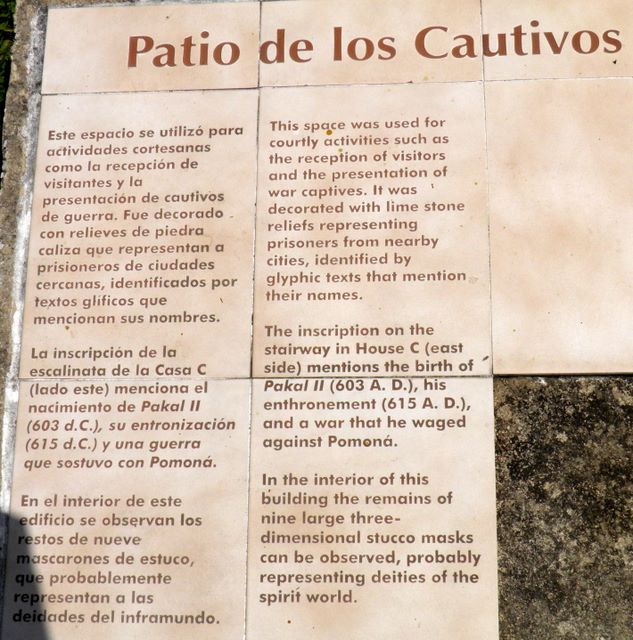 Patio de los Cautivos
Este espacio se utilizó para
actividades cortesanas
como la recepción de
visitantes y la
presentación de cautivos
de guerra. Fue decorado
con relieves de piedra
caliza que representan a
prisioneros de ciudades
cercanas, identificados por
textos glíficos que
mencionan sus nombres.
La inscripción de la
escalinata de la Casa C
(lado este) menciona el
nacimiento de Pakal II
(603 d.C.), su entronización
(615 d.C.) y una guerra
que sostuvo con Pomoná.
En el interior de este
edificio se observan los
restos de nueve
mascarones de estuco,
que probablemente
representan a las
deidades del inframundo.
This space was used for
courtly activities such as
the reception of visitors
and the presentation of
war captives. It was
decorated with lime stone
reliefs representing
prisoners from nearby
cities, identified by
glyphic texts that mention
their names.
The inscription on the
stairway in House C (east
side) mentions the birth of
Pakal II (603 A. D.), his
enthronement (615 A. D.),
and a war that he waged
against Pomoná.
In the interior of this
building the remains of
nine large three-
dimensional stucco masks
can be observed, probably
representing deities of the
spirit world.